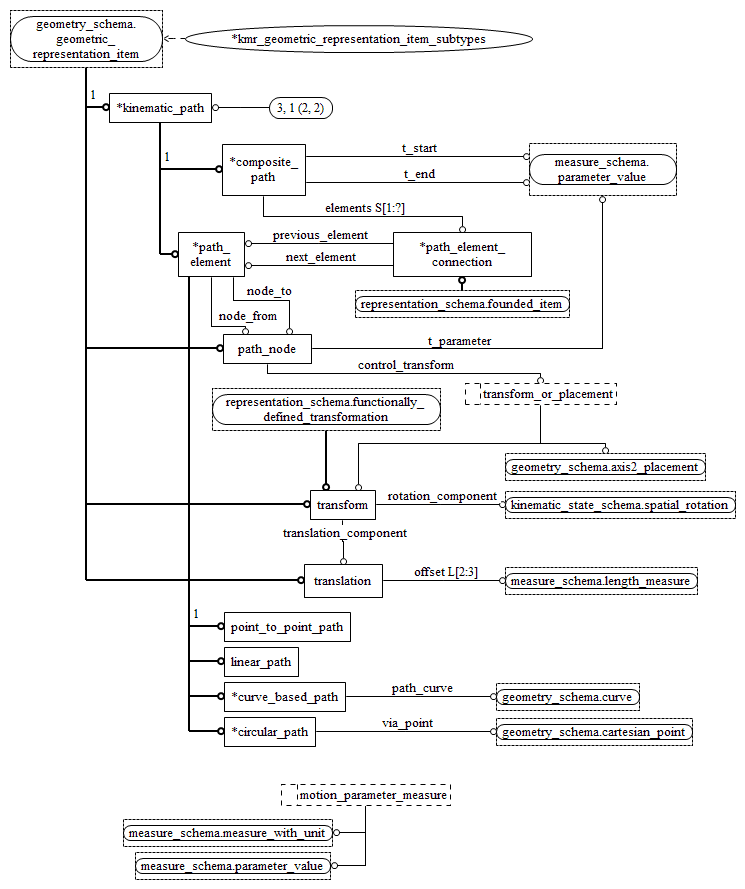 geometry_schema.
geometric_
representation_item
*kmr_geometric_representation_item_subtypes
1
*kinematic_path
3, 1 (2, 2)
1
*composite_
path
t_start
t_end
measure_schema.
parameter_value
elements S[1:?]
*path_
element
previous_element
next_element
*path_element_
connection
representation_schema.founded_item
node_to
node_from
path_node
t_parameter
control_transform
transform_or_placement
representation_schema.functionally_
defined_transformation
geometry_schema.axis2_placement
transform
rotation_component
kinematic_state_schema.spatial_rotation
translation_component
translation
offset L[2:3]
measure_schema.length_measure
1
point_to_point_path
linear_path
*curve_based_path
path_curve
geometry_schema.curve
*circular_path
via_point
geometry_schema.cartesian_point
motion_parameter_measure
measure_schema.measure_with_unit
measure_schema.parameter_value